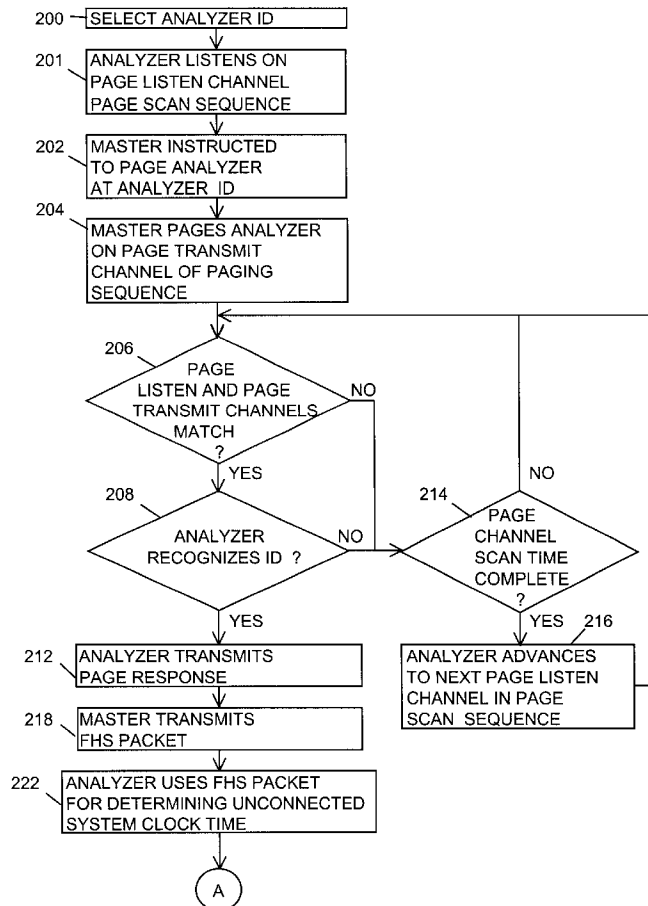 200
SELECT ANALYZER ID
201
ANALYZER LISTENS ON
PAGE LISTEN CHANNEL
PAGE SCAN SEQUENCE
202
MASTER INSTRUCTED
TO PAGE ANALYZER
AT ANALYZER ID
204
MASTER PAGES ANALYZER
ON PAGE TRANSMIT
CHANNEL OF PAGING
SEQUENCE
206
PAGE
LISTEN AND PAGE
TRANSMIT CHANNELS
MATCH
?
NO
YES
208
ANALYZER
RECOGNIZES ID ?
NO
YES
214
PAGE
CHANNEL
SCAN TIME
COMPLETE
?
NO
YES
216
ANALYZER ADVANCES
TO NEXT PAGE LISTEN
CHANNEL IN PAGE
SCAN SEQUENCE
212
ANALYZER TRANSMITS
PAGE RESPONSE
218
MASTER TRANSMITS
FHS PACKET
222
ANALYZER USES FHS PACKET
FOR DETERMINING UNCONNECTED
SYSTEM CLOCK TIME
A